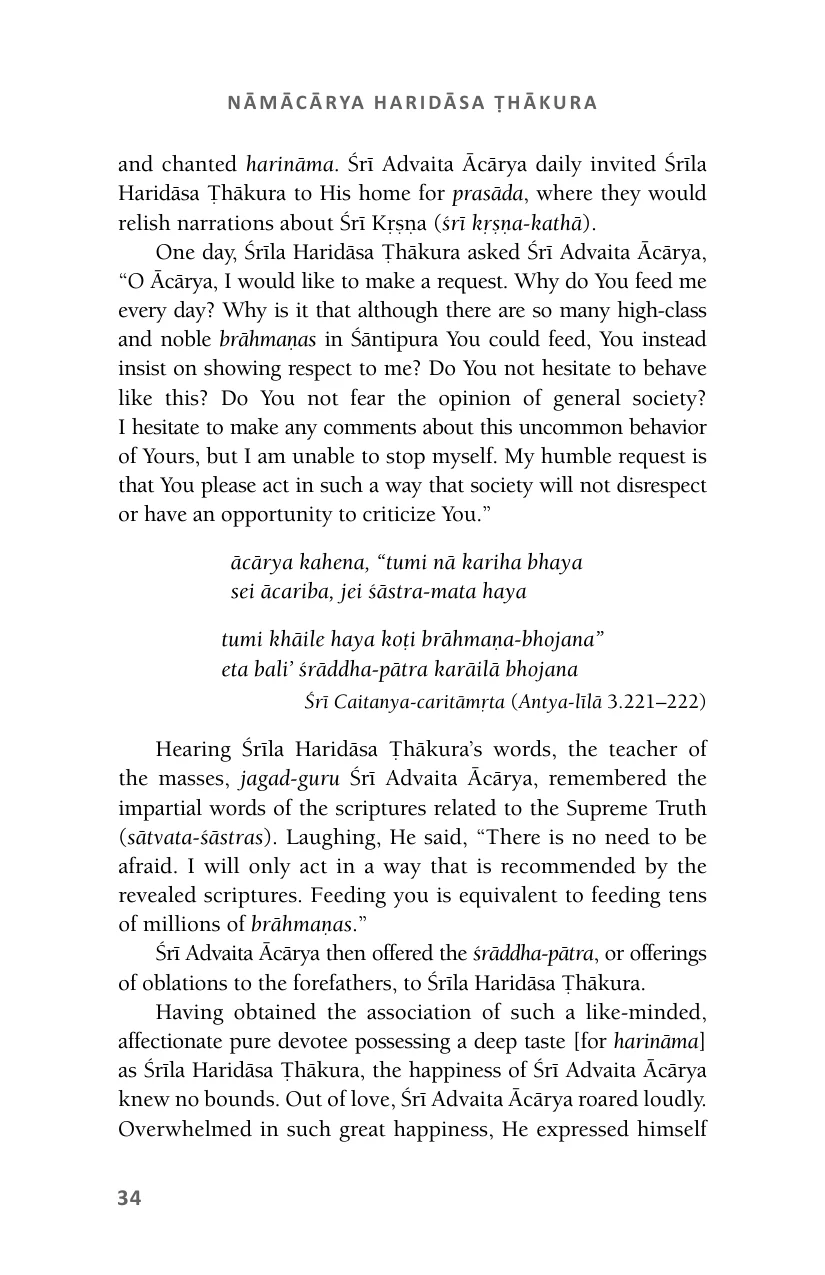 NĀMĀCĀRYA HARIDĀSA ṬHĀKURA
and chanted harināma. Śrī Advaita Ācārya daily invited Śrīla
Haridāsa Ṭhākura to His home for prasāda, where they would
relish narrations about Śrī Kṛṣṇa (śrī kṛṣṇa-kathā).
One day, Śrīla Haridāsa Ṭhākura asked Śrī Advaita Ācārya,
“O Ācārya, I would like to make a request. Why do You feed me
every day? Why is it that although there are so many high-class
and noble brāhmaṇas in Śāntipura You could feed, You instead
insist on showing respect to me? Do You not hesitate to behave
like this? Do You not fear the opinion of general society?
I hesitate to make any comments about this uncommon behavior
of Yours, but I am unable to stop myself. My humble request is
that You please act in such a way that society will not disrespect
or have an opportunity to criticize You.”
ācārya kahena, “tumi nā kariha bhaya
sei ācariba, jei śāstra-mata haya
tumi khāile haya koṭi brāhmaṇa-bhojana”
eta bali’ śrāddha-pātra karāilā bhojana
Śrī Caitanya-caritāmṛta (Antya-līlā 3.221–222)
Hearing Śrīla Haridāsa Ṭhākura’s words, the teacher of
the masses, jagad-guru Śrī Advaita Ācārya, remembered the
impartial words of the scriptures related to the Supreme Truth
(sātvata-śāstras). Laughing, He said, “There is no need to be
afraid. I will only act in a way that is recommended by the
revealed scriptures. Feeding you is equivalent to feeding tens
of millions of brāhmaṇas.”
Śrī Advaita Ācārya then offered the śrāddha-pātra, or offerings
of oblations to the forefathers, to Śrīla Haridāsa Ṭhākura.
Having obtained the association of such a like-minded,
affectionate pure devotee possessing a deep taste [for harināma]
as Śrīla Haridāsa Ṭhākura, the happiness of Śrī Advaita Ācārya
knew no bounds. Out of love, Śrī Advaita Ācārya roared loudly.
Overwhelmed in such great happiness, He expressed himself
34